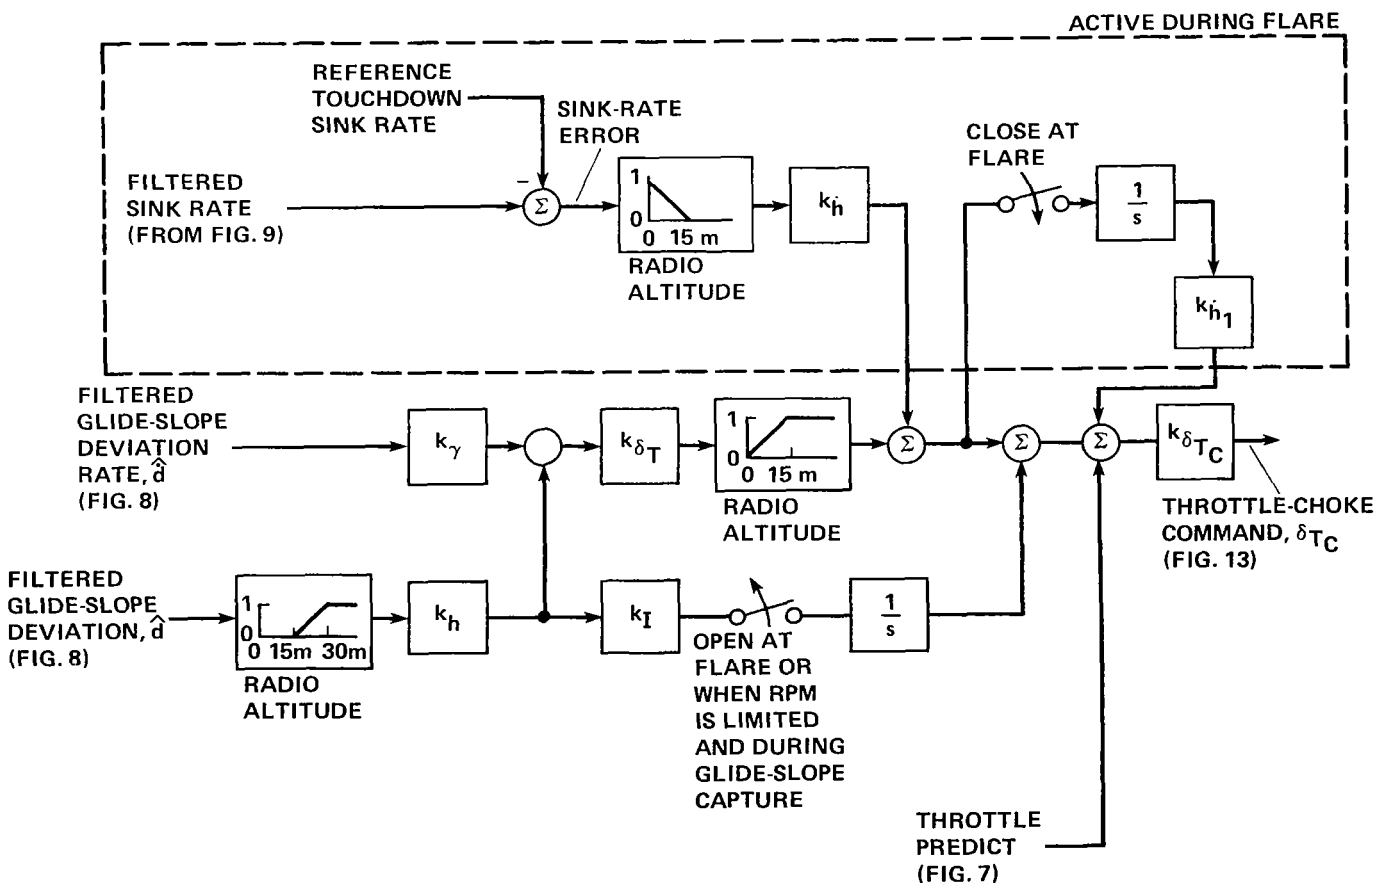 ACTIVE DURING FLARE
REFERENCE
TOUCHDOWN
SINK RATE
SINK-RATE
ERROR
CLOSE AT
FLARE
FILTERED
SINK RATE
(FROM FIG. 9)
−
Σ
1
0
0 15 m
RADIO
ALTITUDE
kḣ
1
s
kḣ1
FILTERED
GLIDE-SLOPE
DEVIATION
RATE, d̂̇
(FIG. 8)
kγ
kδT
1
0
0 15 m
RADIO
ALTITUDE
Σ
Σ
Σ
kδTC
THROTTLE-CHOKE
COMMAND, δTC
(FIG. 13)
FILTERED
GLIDE-SLOPE
DEVIATION, d̂
(FIG. 8)
1
0
0 15m 30m
RADIO
ALTITUDE
kh
kI
OPEN AT
FLARE OR
WHEN RPM
IS LIMITED
AND DURING
GLIDE-SLOPE
CAPTURE
1
s
THROTTLE
PREDICT
(FIG. 7)